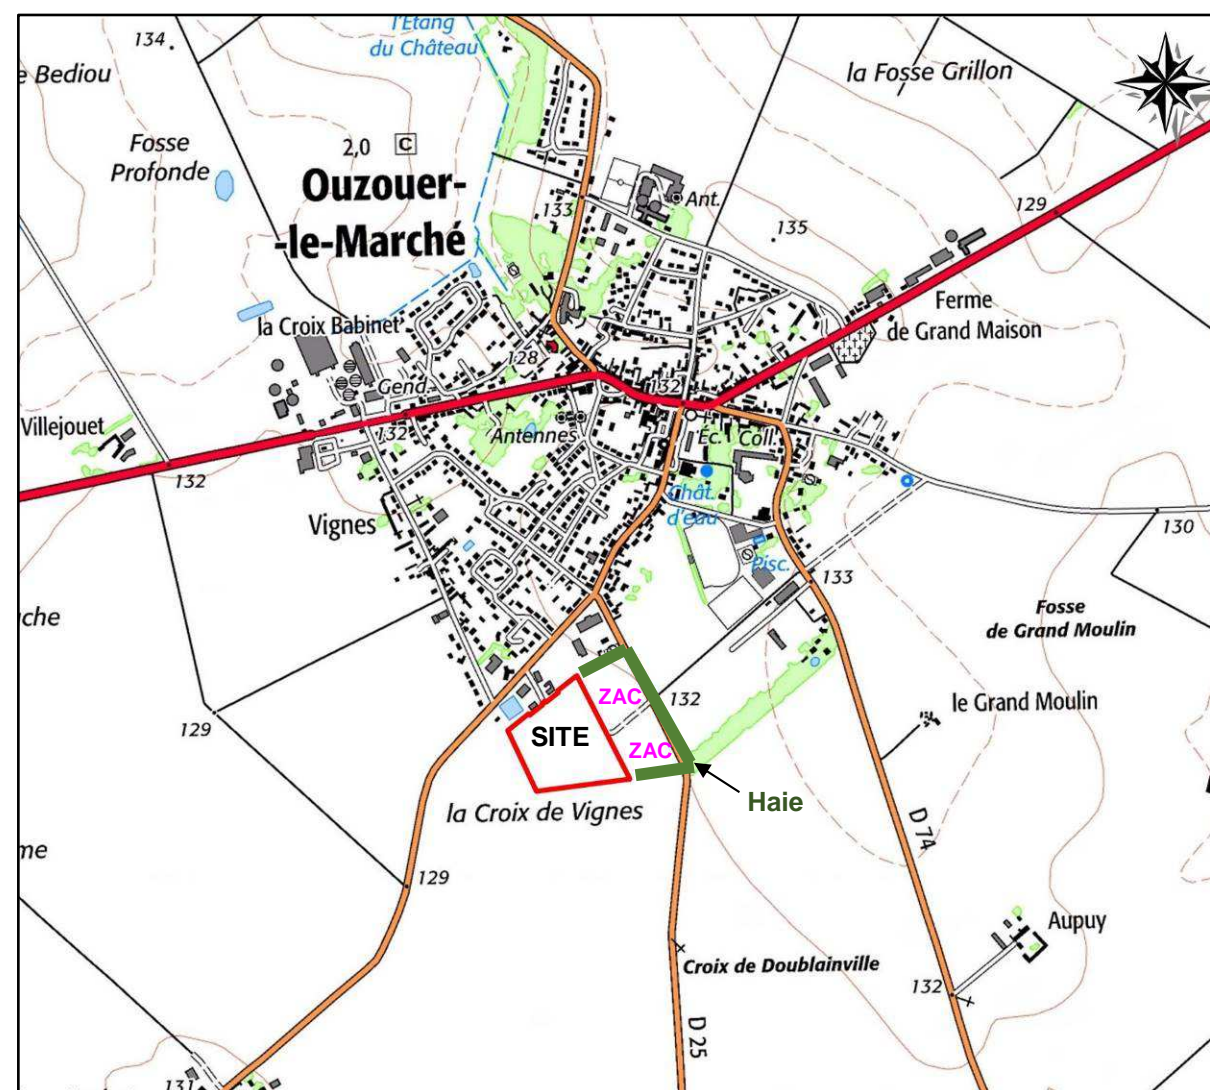 l'Etang
du Château
134
e Bediou
la Fosse Grillon
Fosse
Profonde
2,0 C
Ouzouer-
-le-Marché
133
Ant.
135
129
Ferme
de Grand Maison
la Croix Babinet
128
Gend.
132
132
Antennes
Éc.
Coll.
Villejouet
132
Chât.
d'eau
Vignes
130
Pisc.
133
Fosse
de Grand Moulin
che
ZAC
132
le Grand Moulin
129
SITE
ZAC
Haie
la Croix de Vignes
D 74
me
129
Aupuy
Croix de Doublainville
132
D 25
131